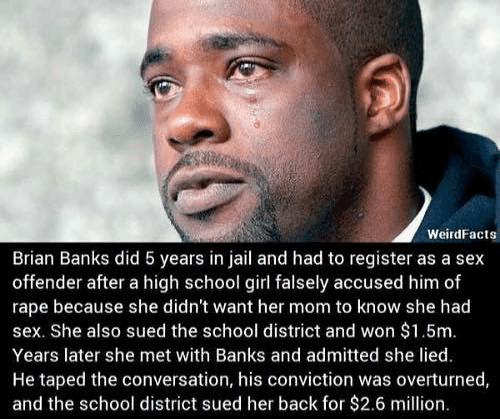 WeirdFacts
Brian Banks did 5 years in jail and had to register as a sex
offender after a high school girl falsely accused him of
rape because she didn't want her mom to know she had
sex. She also sued the school district and won $1.5m.
Years later she met with Banks and admitted she lied.
He taped the conversation, his conviction was overturned,
and the school district sued her back for $2.6 million.